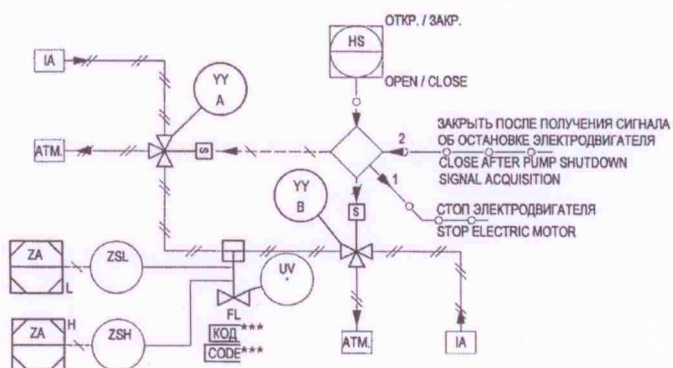 ОТКР. / ЗАКР.
HS
OPEN / CLOSE
IA
YY
A
ATM.
S
2
ЗАКРЫТЬ ПОСЛЕ ПОЛУЧЕНИЯ СИГНАЛА
ОБ ОСТАНОВКЕ ЭЛЕКТРОДВИГАТЕЛЯ
CLOSE AFTER PUMP SHUTDOWN
SIGNAL ACQUISITION
1
СТОП ЭЛЕКТРОДВИГАТЕЛЯ
STOP ELECTRIC MOTOR
YY
B
S
ZA
L
ZSL
UV
FL
ZA
H
ZSH
КОД***
CODE***
ATM.
IA